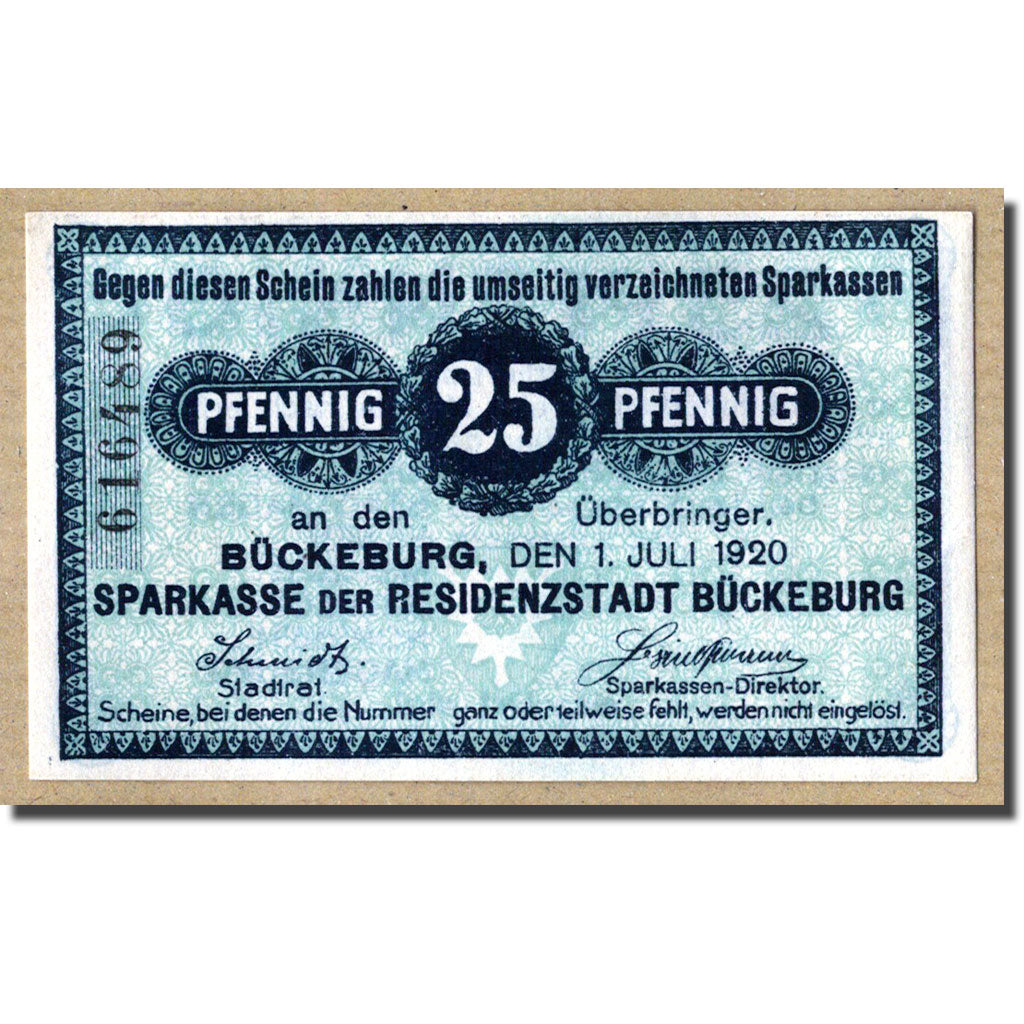 Gegen diesen Schein zahlen die umseitig verzeichneten Sparkassen
616489
PFENNIG 25 PFENNIG
an den Überbringer.
BÜCKEBURG, DEN 1. JULI 1920
SPARKASSE DER RESIDENZSTADT BÜCKEBURG
Schmidt.
Stadtrat.
Sparkassen-Direktor.
Scheine, bei denen die Nummer ganz oder teilweise fehlt, werden nicht eingelöst.